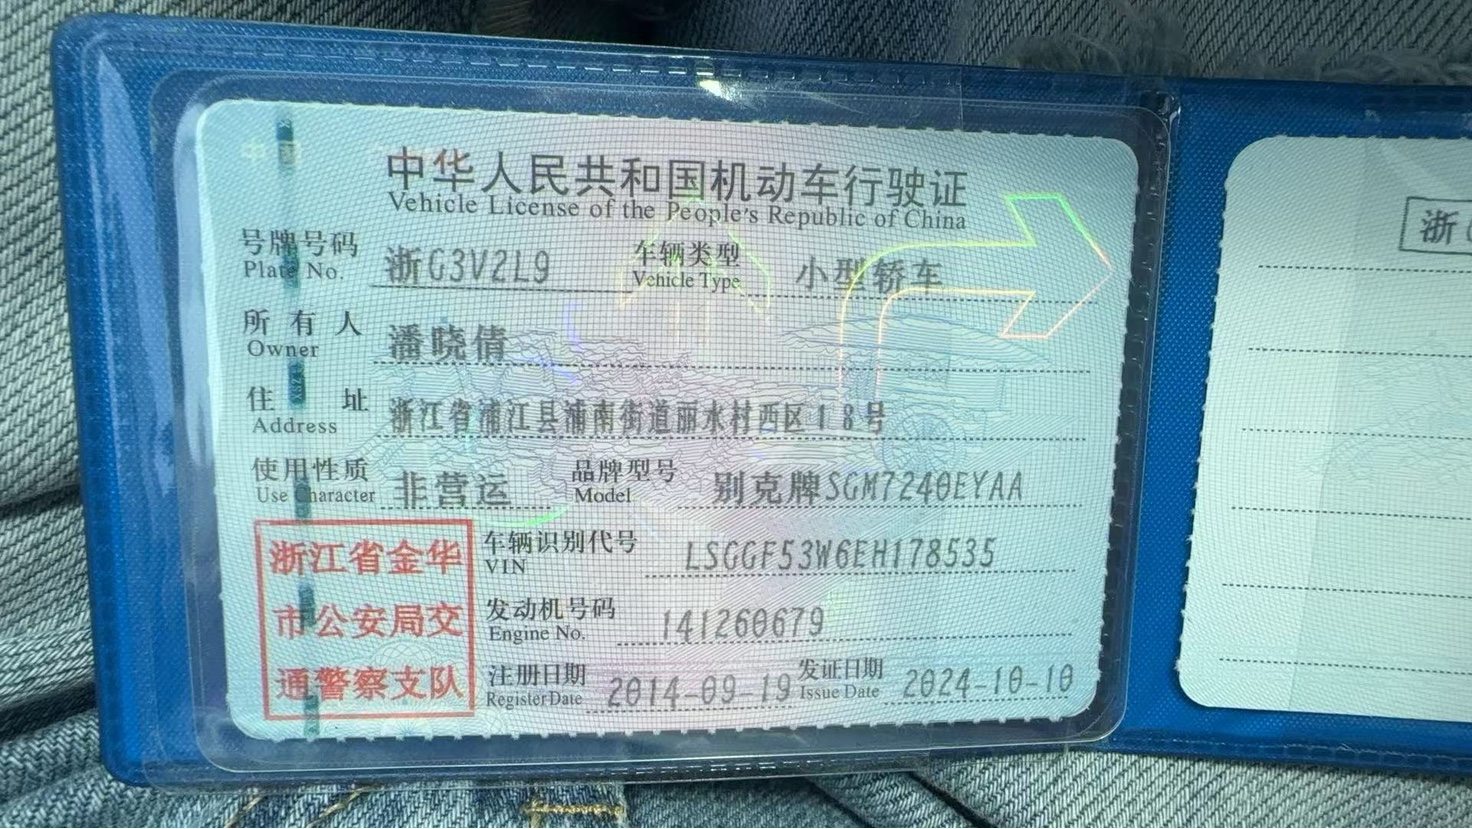 中华人民共和国机动车行驶证
Vehicle License of the People's Republic of China
号牌号码 浙G3V2L9 车辆类型 小型轿车
Plate No. Vehicle Type
所有人 潘晓倩
Owner
住址 浙江省浦江县浦南街道丽水村西区18号
Address
使用性质 非营运 品牌型号 别克牌SGM7240EYAA
Use Character Model
浙江省金华
市公安局交
通警察支队
车辆识别代号 LSGGF53W6EH178535
VIN
发动机号码 141260679
Engine No.
注册日期 2014-09-19 发证日期 2024-10-10
Register Date Issue Date
浙